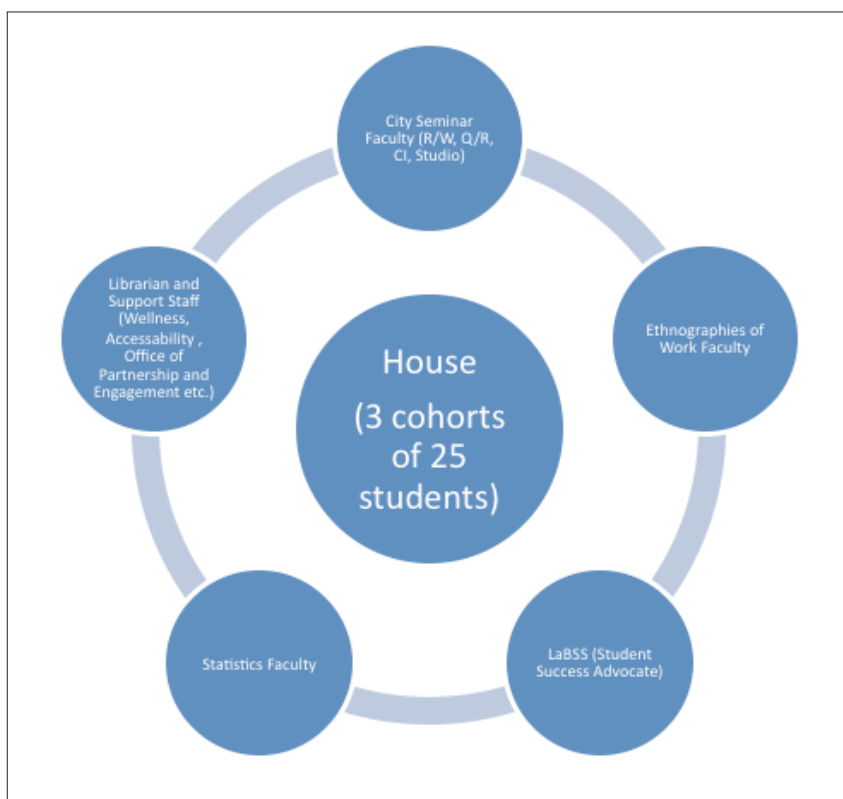 City Seminar
Faculty (R/W, Q/R,
CI, Studio)
Librarian and
Support Staff
(Wellness,
Accessability ,
Office of
Partnership and
Engagement etc.)
Ethnographies of
Work Faculty
House
(3 cohorts
of 25
students)
Statistics Faculty
LaBSS (Student
Success Advocate)